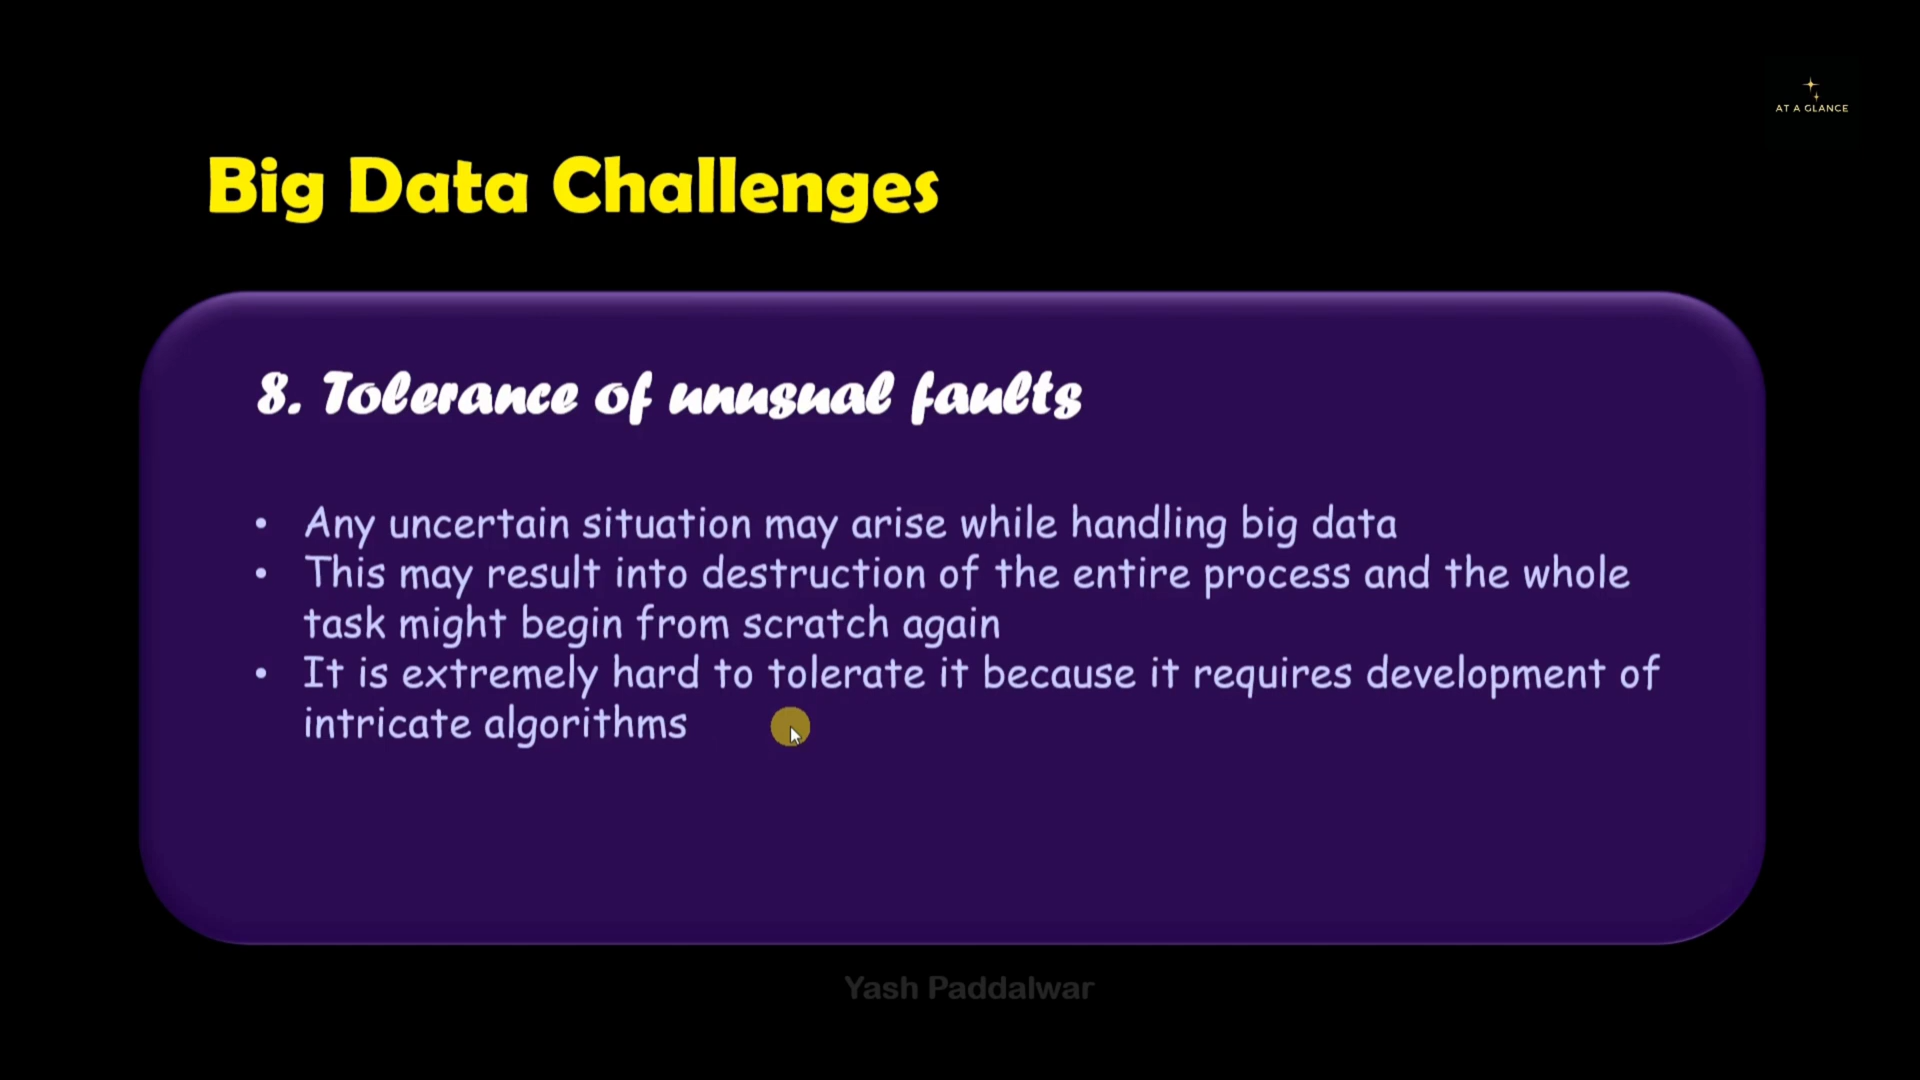 AT A GLANCE
Big Data Challenges
8. Tolerance of unusual faults
• Any uncertain situation may arise while handling big data
• This may result into destruction of the entire process and the whole
task might begin from scratch again
• It is extremely hard to tolerate it because it requires development of
intricate algorithms
Yash Paddalwar